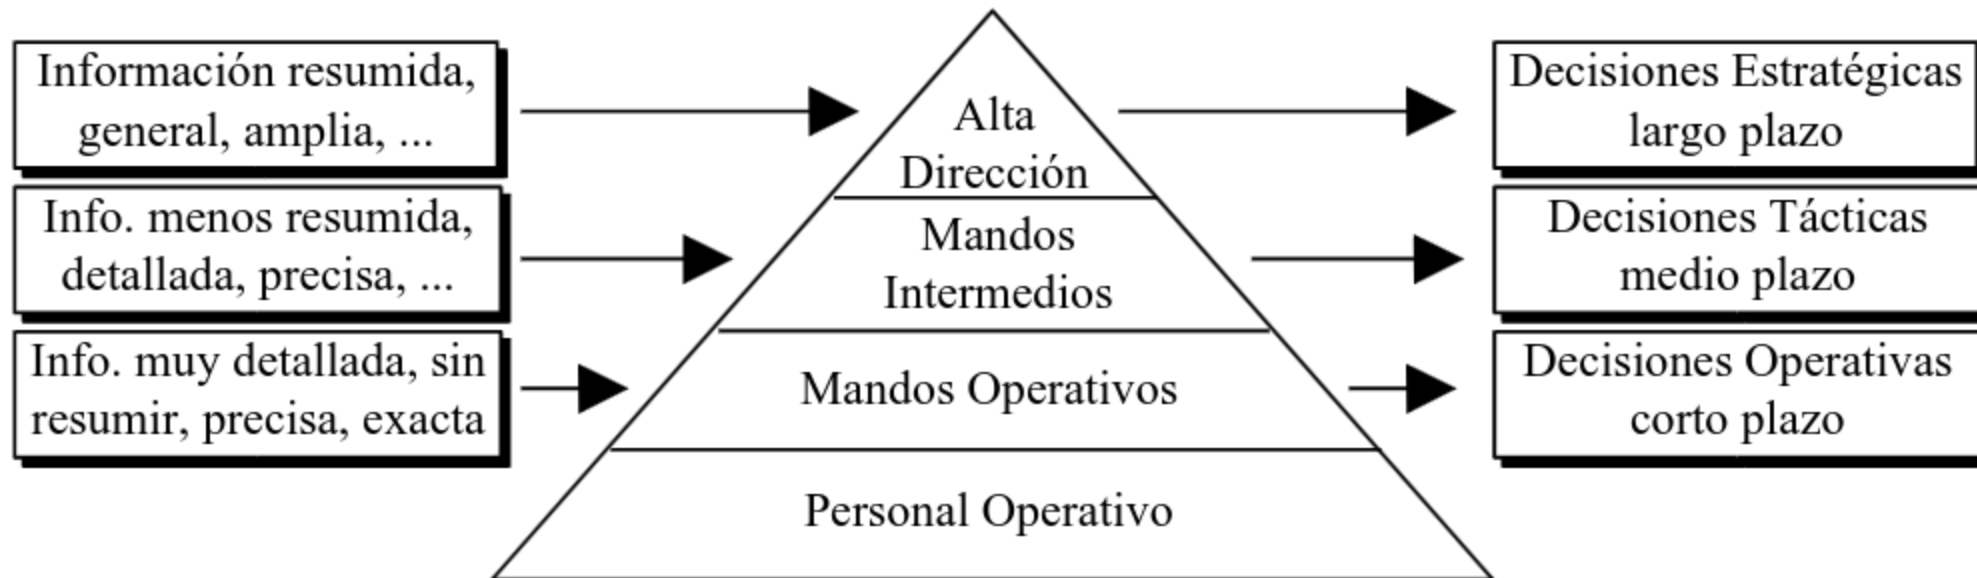 Información resumida,
general, amplia, ...
Alta
Dirección
Decisiones Estratégicas
largo plazo
Info. menos resumida,
detallada, precisa, ...
Mandos
Intermedios
Decisiones Tácticas
medio plazo
Info. muy detallada, sin
resumir, precisa, exacta
Mandos Operativos
Decisiones Operativas
corto plazo
Personal Operativo